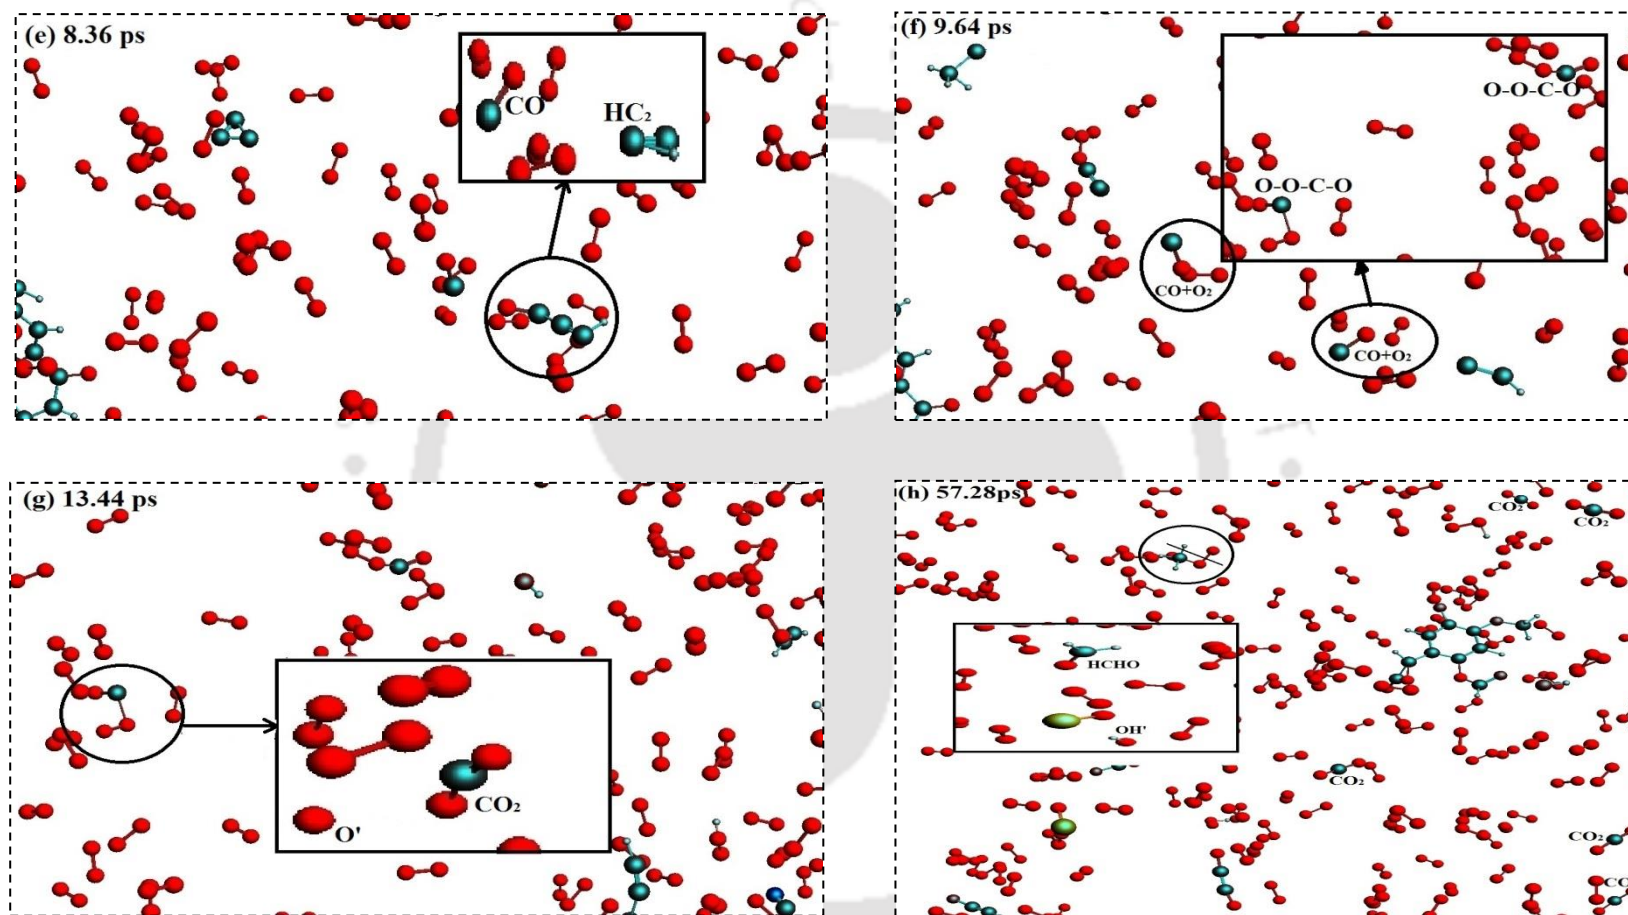 (e) 8.36 ps
CO
HC₂
(f) 9.64 ps
O-O-C-O
O-O-C-O
CO+O₂
CO+O₂
(g) 13.44 ps
CO₂
O'
(h) 57.28ps
CO₂
CO₂
HCHO
OH'
CO₂
CO₂
CO